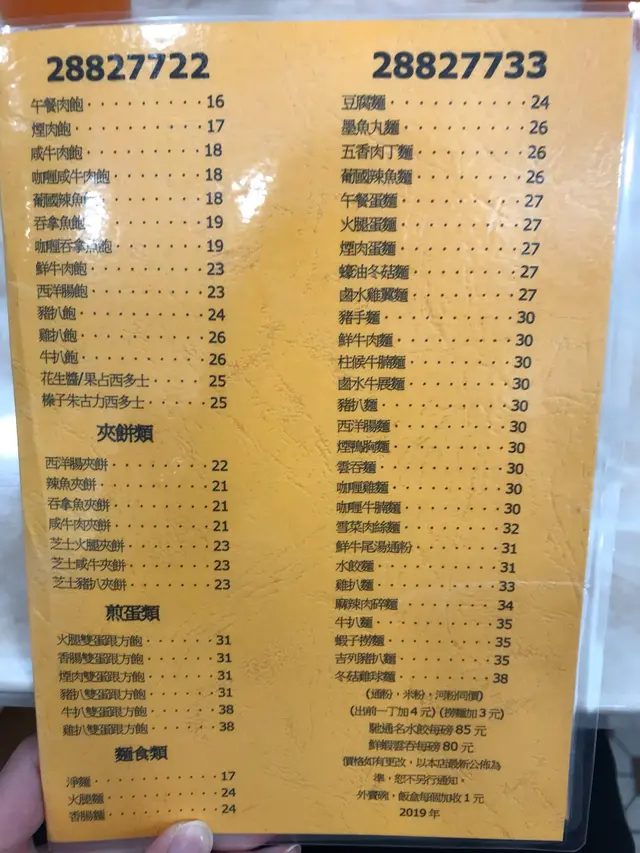 28827722
午餐肉飽 16
煙肉飽 17
咸牛肉飽 18
咖喱咸牛肉飽 18
葡國辣魚 18
吞拿魚飽 19
咖喱吞拿魚飽 19
鮮牛肉飽 23
西洋腸飽 23
豬扒飽 24
雞扒飽 26
牛扒飽 26
花生醬/果占西多士 25
榛子朱古力西多士 25
夾餅類
西洋腸夾餅 22
辣魚夾餅 21
吞拿魚夾餅 21
咸牛肉夾餅 21
芝士火腿夾餅 23
芝士咸牛夾餅 23
芝士豬扒夾餅 23
煎蛋類
火腿雙蛋跟方飽 31
香腸雙蛋跟方飽 31
煙肉雙蛋跟方飽 31
豬扒雙蛋跟方飽 31
牛扒雙蛋跟方飽 38
雞扒雙蛋跟方飽 38
麵食類
淨麵 17
火腿麵 24
香腸麵 24
28827733
豆腐麵 24
墨魚丸麵 26
五香肉丁麵 26
葡國辣魚麵 26
午餐蛋麵 27
火腿蛋麵 27
煙肉蛋麵 27
蠔油冬菇麵 27
鹵水雞翼麵 27
豬手麵 30
鮮牛肉麵 30
柱候牛腩麵 30
鹵水牛展麵 30
豬扒麵 30
西洋腸麵 30
煙鴨胸麵 30
雲吞麵 30
咖喱雞麵 30
咖喱牛腩麵 30
雪菜肉絲麵 32
鮮牛尾湯通粉 31
水餃麵 31
雞扒麵 33
麻辣肉碎麵 34
牛扒麵 35
蝦子撈麵 35
吉列豬扒麵 35
冬菇雞球麵 38
(通粉，米粉，河粉同價)
(出前一丁加 4 元) (撈麵加 3 元)
馳通名水餃每磅 85 元
鮮蝦雲吞每磅 80 元
價格如有更改，以本店最新公佈為
準，恕不另行通知，
外賣碗，飯盒每個加收 1 元
2019 年